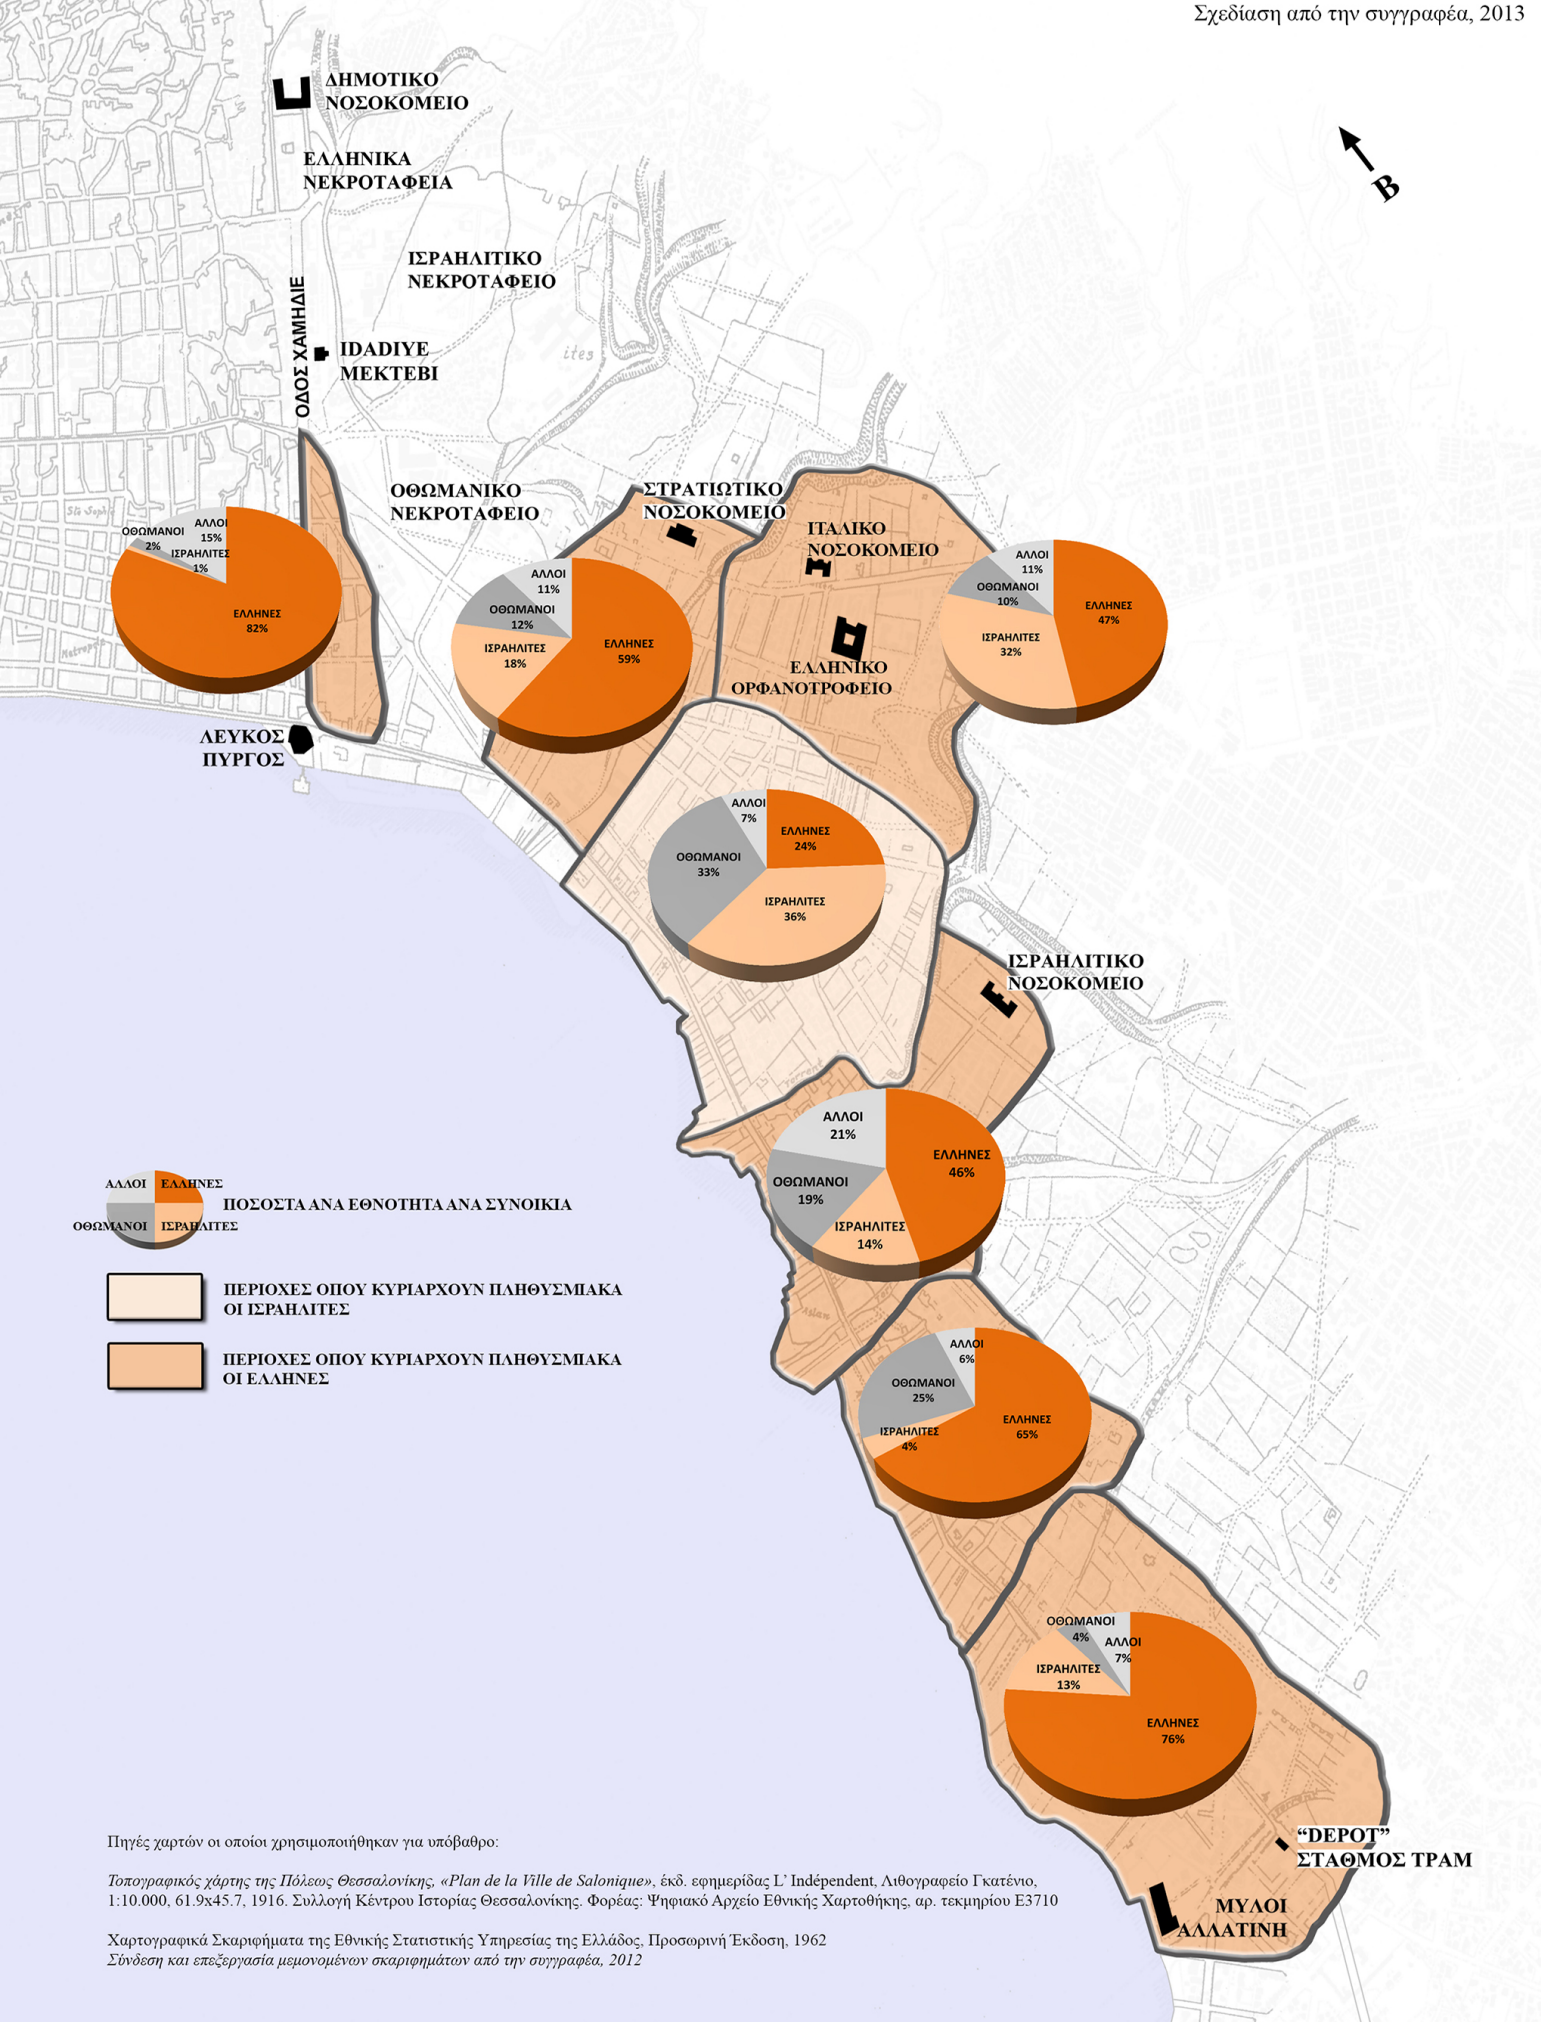 Σχεδίαση από την συγγραφέα, 2013
ΔΗΜΟΤΙΚΟ
ΝΟΣΟΚΟΜΕΙΟ
ΕΛΛΗΝΙΚΑ
ΝΕΚΡΟΤΑΦΕΙΑ
Β
ΙΣΡΑΗΛΙΤΙΚΟ
ΝΕΚΡΟΤΑΦΕΙΟ
ΟΔΟΣ ΧΑΜΗΔΙΕ
IDADIYE
MEKTEBI
ites
ΟΘΩΜΑΝΙΚΟ
ΝΕΚΡΟΤΑΦΕΙΟ
ΣΤΡΑΤΙΩΤΙΚΟ
ΝΟΣΟΚΟΜΕΙΟ
ΙΤΑΛΙΚΟ
ΝΟΣΟΚΟΜΕΙΟ
Ste Sophie
ΟΘΩΜΑΝΟΙ
2%
ΑΛΛΟΙ
15%
ΙΣΡΑΗΛΙΤΕΣ
1%
ΕΛΛΗΝΕΣ
82%
ΑΛΛΟΙ
11%
ΟΘΩΜΑΝΟΙ
12%
ΙΣΡΑΗΛΙΤΕΣ
18%
ΕΛΛΗΝΕΣ
59%
ΑΛΛΟΙ
11%
ΟΘΩΜΑΝΟΙ
10%
ΙΣΡΑΗΛΙΤΕΣ
32%
ΕΛΛΗΝΕΣ
47%
ΕΛΛΗΝΙΚΟ
ΟΡΦΑΝΟΤΡΟΦΕΙΟ
ΛΕΥΚΟΣ
ΠΥΡΓΟΣ
ΑΛΛΟΙ
7%
ΕΛΛΗΝΕΣ
24%
ΟΘΩΜΑΝΟΙ
33%
ΙΣΡΑΗΛΙΤΕΣ
36%
ΙΣΡΑΗΛΙΤΙΚΟ
ΝΟΣΟΚΟΜΕΙΟ
Torrent
ΑΛΛΟΙ
21%
ΕΛΛΗΝΕΣ
46%
ΟΘΩΜΑΝΟΙ
19%
ΙΣΡΑΗΛΙΤΕΣ
14%
ΑΛΛΟΙ ΕΛΛΗΝΕΣ
ΟΘΩΜΑΝΟΙ ΙΣΡΑΗΛΙΤΕΣ
ΠΟΣΟΣΤΑ ΑΝΑ ΕΘΝΟΤΗΤΑ ΑΝΑ ΣΥΝΟΙΚΙΑ
ΠΕΡΙΟΧΕΣ ΟΠΟΥ ΚΥΡΙΑΡΧΟΥΝ ΠΛΗΘΥΣΜΙΑΚΑ
ΟΙ ΙΣΡΑΗΛΙΤΕΣ
ΠΕΡΙΟΧΕΣ ΟΠΟΥ ΚΥΡΙΑΡΧΟΥΝ ΠΛΗΘΥΣΜΙΑΚΑ
ΟΙ ΕΛΛΗΝΕΣ
ΑΛΛΟΙ
6%
ΟΘΩΜΑΝΟΙ
25%
ΙΣΡΑΗΛΙΤΕΣ
4%
ΕΛΛΗΝΕΣ
65%
ΟΘΩΜΑΝΟΙ
4%
ΑΛΛΟΙ
7%
ΙΣΡΑΗΛΙΤΕΣ
13%
ΕΛΛΗΝΕΣ
76%
“DEPOT”
ΣΤΑΘΜΟΣ ΤΡΑΜ
ΜΥΛΟΙ
ΑΛΛΑΤΙΝΗ
Πηγές χαρτών οι οποίοι χρησιμοποιήθηκαν για υπόβαθρο:
Τοπογραφικός χάρτης της Πόλεως Θεσσαλονίκης, «Plan de la Ville de Salonique», έκδ. εφημερίδας L’ Indépendent, Λιθογραφείο Γκατένιο,
1:10.000, 61.9x45.7, 1916. Συλλογή Κέντρου Ιστορίας Θεσσαλονίκης. Φορέας: Ψηφιακό Αρχείο Εθνικής Χαρτοθήκης, αρ. τεκμηρίου Ε3710
Χαρτογραφικά Σκαριφήματα της Εθνικής Στατιστικής Υπηρεσίας της Ελλάδος, Προσωρινή Έκδοση, 1962
Σύνδεση και επεξεργασία μεμονομένων σκαριφημάτων από την συγγραφέα, 2012